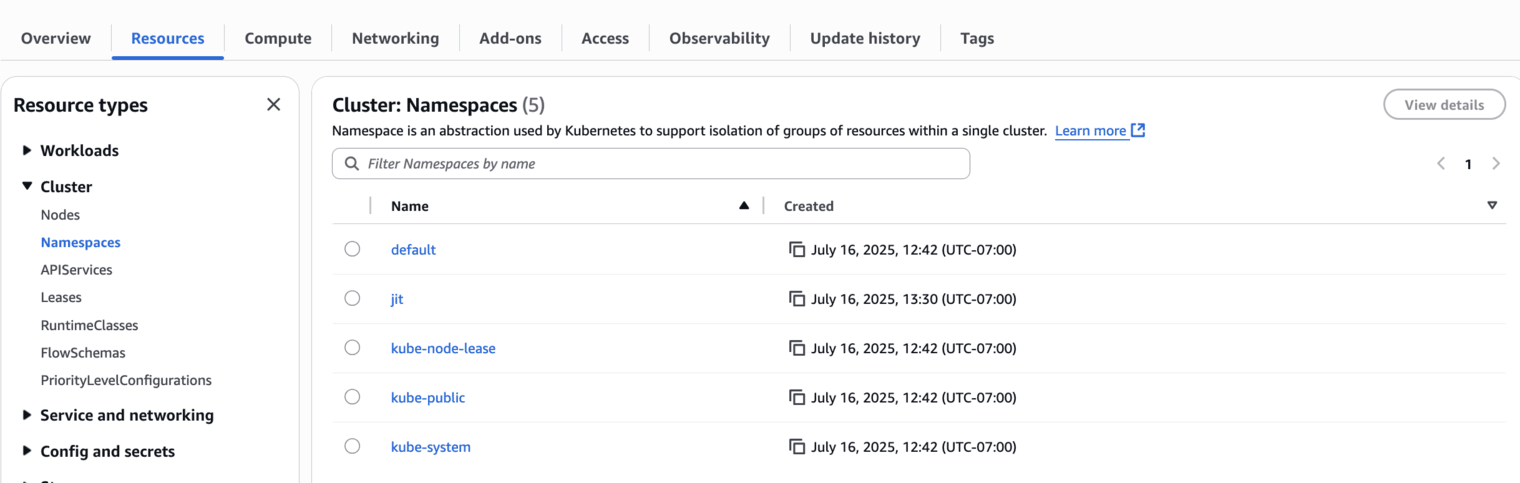 Overview Resources Compute Networking Add-ons Access Observability Update history Tags
Resource types
Workloads
Cluster
Nodes
Namespaces
APIServices
Leases
RuntimeClasses
FlowSchemas
PriorityLevelConfigurations
Service and networking
Config and secrets
Cluster: Namespaces (5)
View details
Namespace is an abstraction used by Kubernetes to support isolation of groups of resources within a single cluster. Learn more
Filter Namespaces by name
1
Name Created
default July 16, 2025, 12:42 (UTC-07:00)
jit July 16, 2025, 13:30 (UTC-07:00)
kube-node-lease July 16, 2025, 12:42 (UTC-07:00)
kube-public July 16, 2025, 12:42 (UTC-07:00)
kube-system July 16, 2025, 12:42 (UTC-07:00)